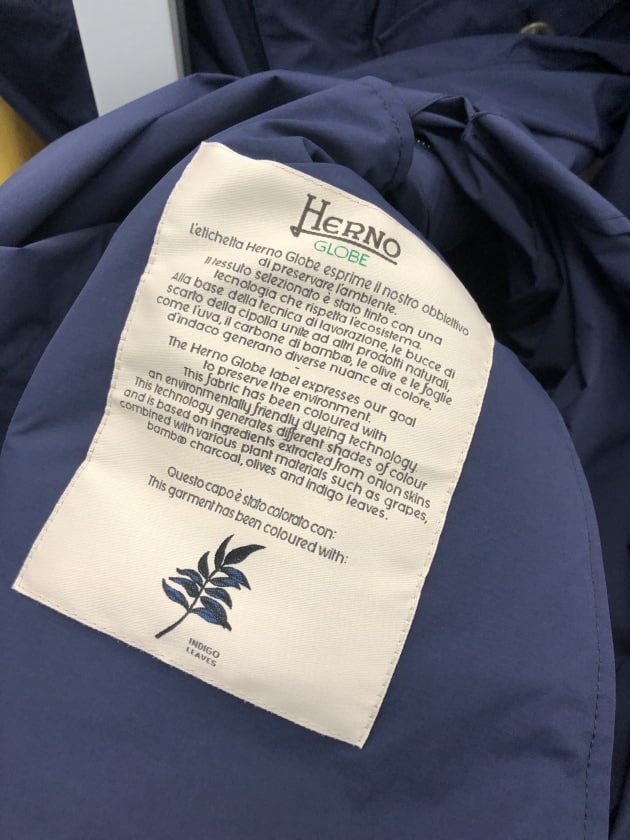 HERNO
GLOBE
L'etichetta Herno Globe esprime il nostro obbiettivo
di preservare l'ambiente.
Il tessuto selezionato è stato tinto con una
tecnologia che rispetta l'ecosistema.
Alla base della tecnica di lavorazione, le bucce di
scarto della cipolla unite ad altri prodotti naturali,
come l'uva, il carbone di bamboo, le olive e le foglie
d'indaco generano diverse nuance di colore.
-
The Herno Globe label expresses our goal
to preserve the environment.
This fabric has been coloured with
an environmentally friendly dyeing technology.
This technology generates different shades of colour
and is based on ingredients extracted from onion skins
combined with various plant materials such as grapes,
bamboo charcoal, olives and indigo leaves.
Questo capo è stato colorato con:
This garment has been coloured with:
INDIGO
LEAVES